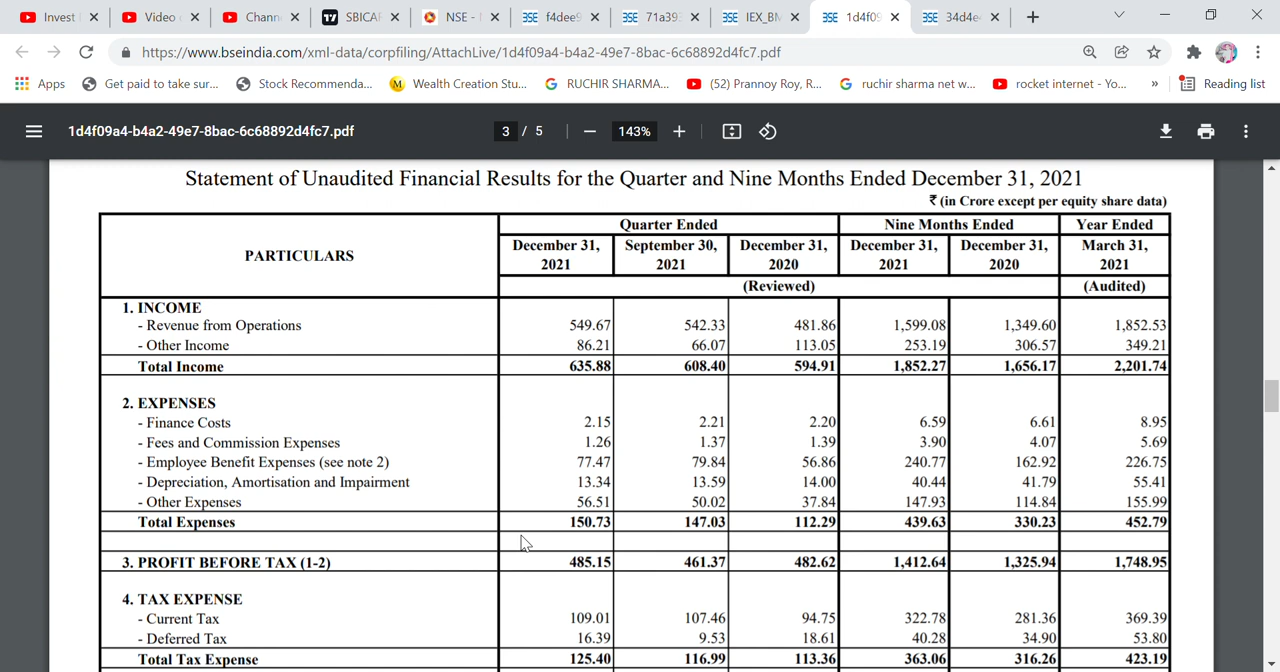 Invest
Video
Chann
SBICAF
NSE -
f4dee9
71a39
IEX_BN
1d4f09
34d4e
https://www.bseindia.com/xml-data/corpfiling/AttachLive/1d4f09a4-b4a2-49e7-8bac-6c68892d4fc7.pdf
Apps Get paid to take sur... Stock Recommenda... M Wealth Creation Stu... G RUCHIR SHARMA... (52) Prannoy Roy, R... G ruchir sharma net w... rocket internet - Yo... » Reading list
1d4f09a4-b4a2-49e7-8bac-6c68892d4fc7.pdf 3 / 5 143%
Statement of Unaudited Financial Results for the Quarter and Nine Months Ended December 31, 2021
₹ (in Crore except per equity share data)
PARTICULARS
Quarter Ended Nine Months Ended Year Ended
December 31, 2021 September 30, 2021 December 31, 2020 December 31, 2021 December 31, 2020 March 31, 2021
(Reviewed) (Audited)
1. INCOME
- Revenue from Operations 549.67 542.33 481.86 1,599.08 1,349.60 1,852.53
- Other Income 86.21 66.07 113.05 253.19 306.57 349.21
Total Income 635.88 608.40 594.91 1,852.27 1,656.17 2,201.74
2. EXPENSES
- Finance Costs 2.15 2.21 2.20 6.59 6.61 8.95
- Fees and Commission Expenses 1.26 1.37 1.39 3.90 4.07 5.69
- Employee Benefit Expenses (see note 2) 77.47 79.84 56.86 240.77 162.92 226.75
- Depreciation, Amortisation and Impairment 13.34 13.59 14.00 40.44 41.79 55.41
- Other Expenses 56.51 50.02 37.84 147.93 114.84 155.99
Total Expenses 150.73 147.03 112.29 439.63 330.23 452.79
3. PROFIT BEFORE TAX (1-2) 485.15 461.37 482.62 1,412.64 1,325.94 1,748.95
4. TAX EXPENSE
- Current Tax 109.01 107.46 94.75 322.78 281.36 369.39
- Deferred Tax 16.39 9.53 18.61 40.28 34.90 53.80
Total Tax Expense 125.40 116.99 113.36 363.06 316.26 423.19